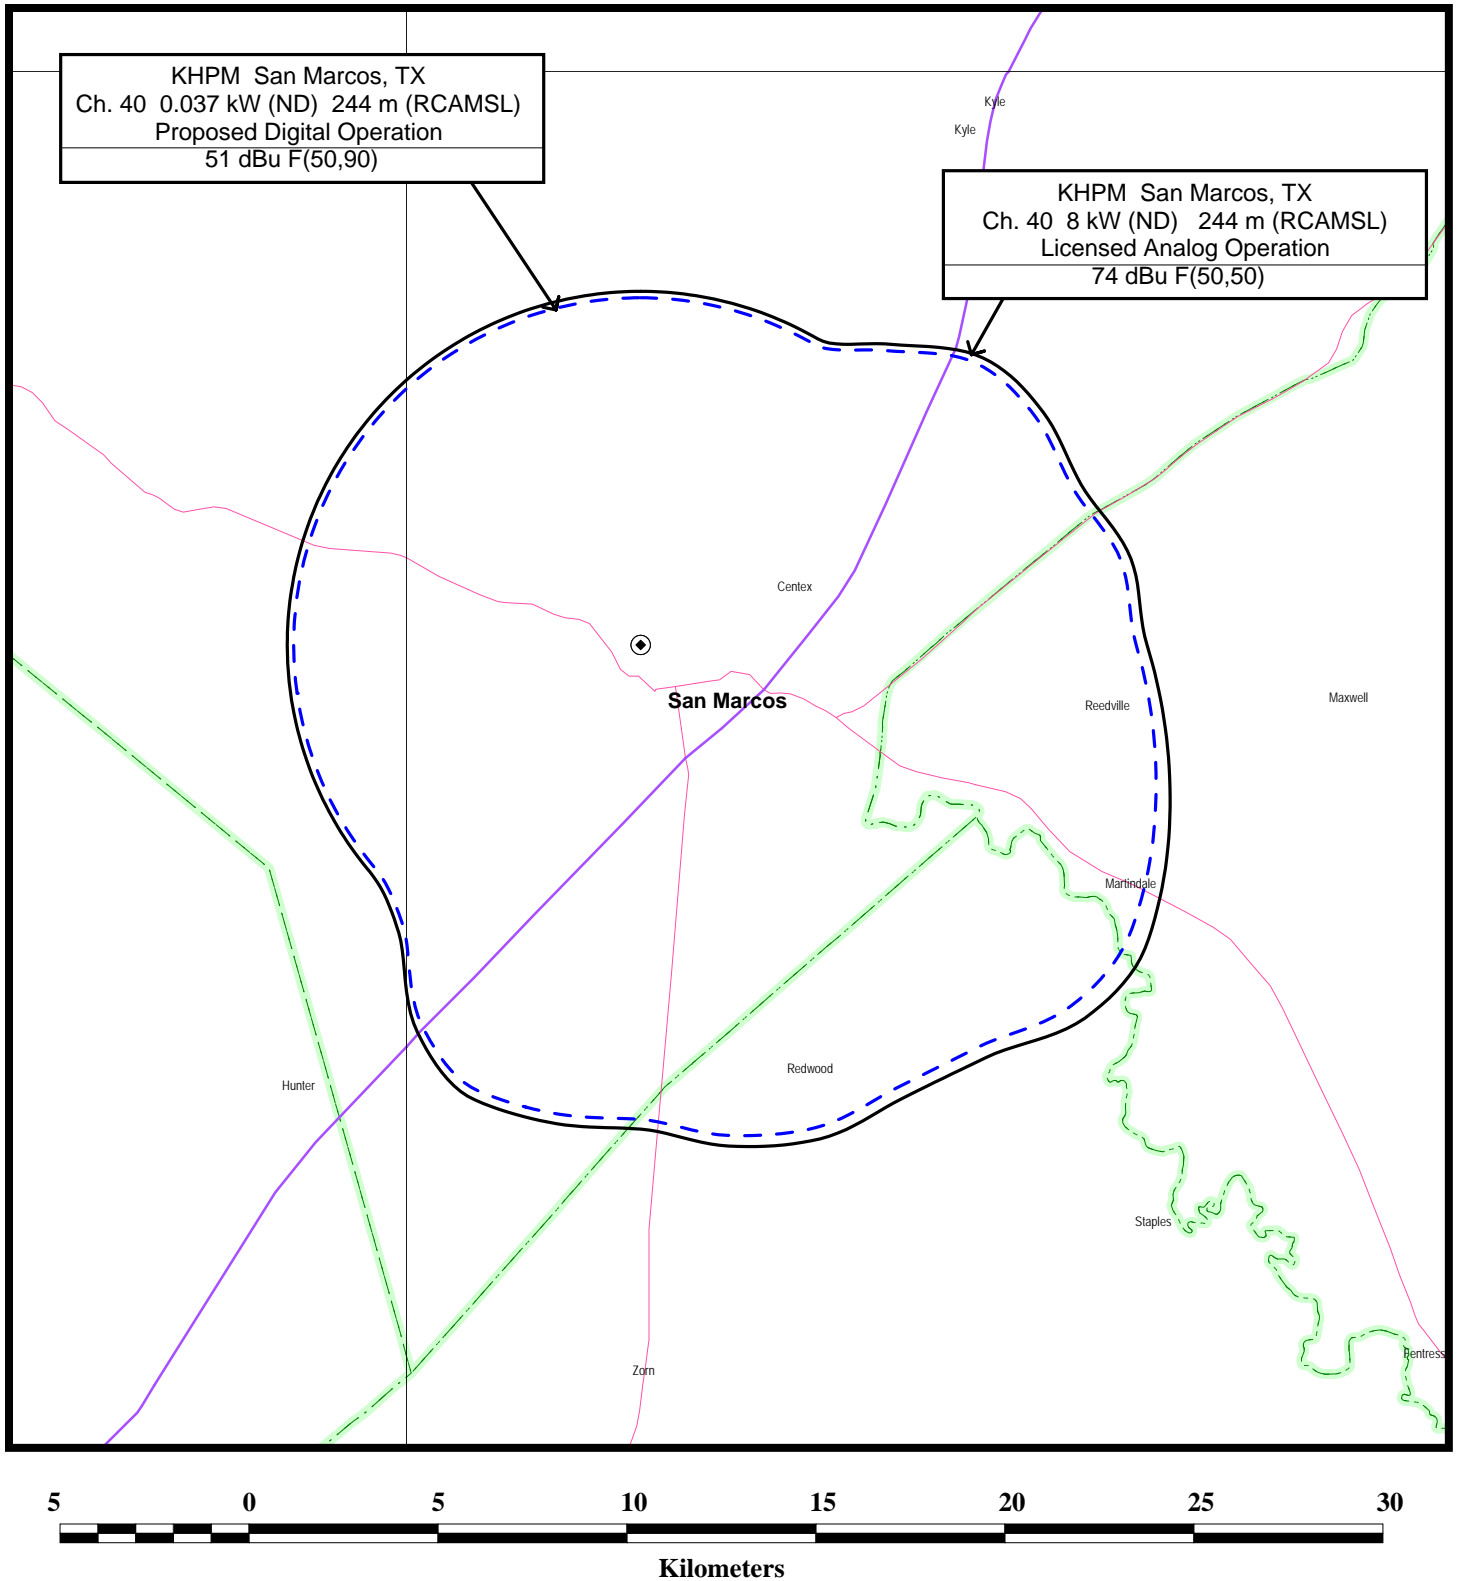 KHPM San Marcos, TX
Ch. 40 0.037 kW (ND) 244 m (RCAMSL)
Proposed Digital Operation
51 dBu F(50,90)
Kyle
Kyle
KHPM San Marcos, TX
Ch. 40 8 kW (ND) 244 m (RCAMSL)
Licensed Analog Operation
74 dBu F(50,50)
Centex
San Marcos
Reedville
Maxwell
Martindale
Hunter
Redwood
Staples
Zorn
Fentress
5 0 5 10 15 20 25 30
Kilometers